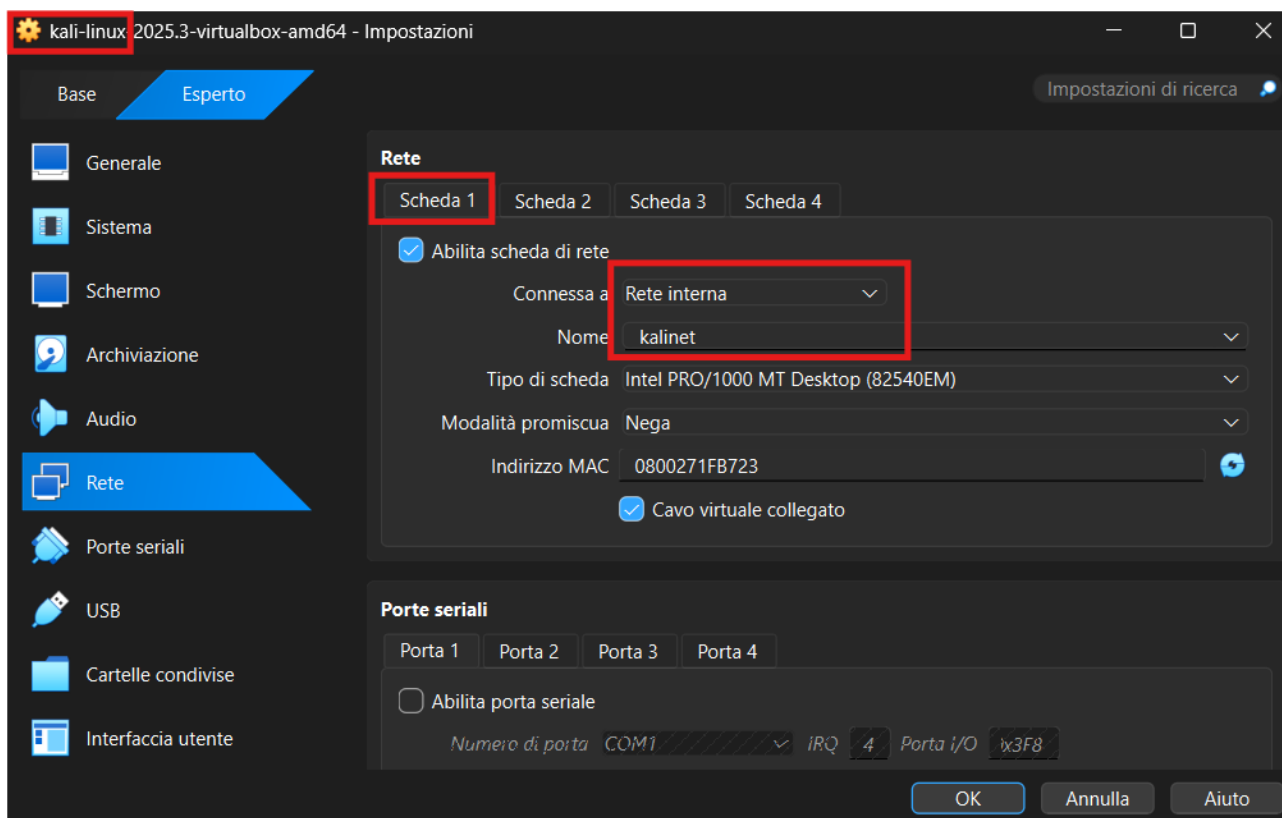 kali-linux-2025.3-virtualbox-amd64 - Impostazioni
Base Esperto Impostazioni di ricerca
Generale
Sistema
Schermo
Archiviazione
Audio
Rete
Porte seriali
USB
Cartelle condivise
Interfaccia utente
Rete
Scheda 1 Scheda 2 Scheda 3 Scheda 4
Abilita scheda di rete
Connessa a Rete interna
Nome kalinet
Tipo di scheda Intel PRO/1000 MT Desktop (82540EM)
Modalità promiscua Nega
Indirizzo MAC 0800271FB723
Cavo virtuale collegato
Porte seriali
Porta 1 Porta 2 Porta 3 Porta 4
Abilita porta seriale
Numero di porta COM1 IRQ 4 Porta I/O 0x3F8
OK Annulla Aiuto